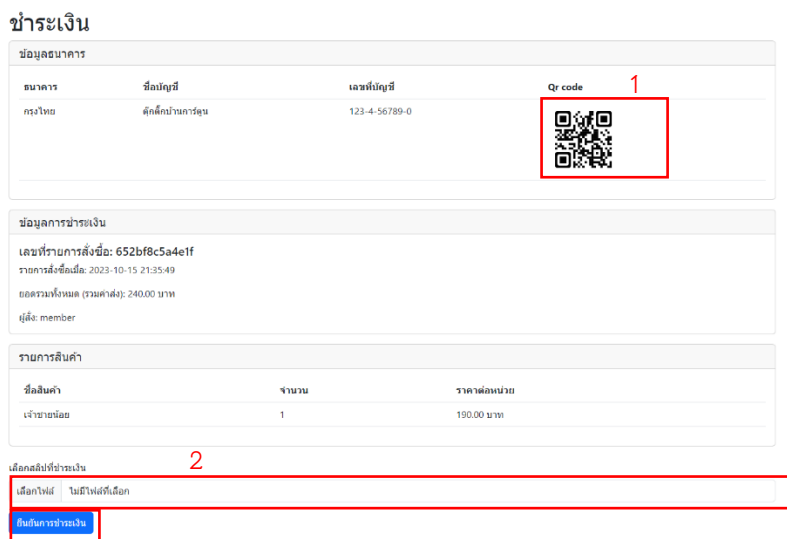 ชำระเงิน
ข้อมูลธนาคาร
1
ธนาคาร ชื่อบัญชี เลขที่บัญชี Qr code
กรุงไทย ตุ๊กติ๊กบ้านการ์ตูน 123-4-56789-0
ข้อมูลการชำระเงิน
เลขที่รายการสั่งซื้อ: 652bf8c5a4e1f
รายการสั่งซื้อเมื่อ: 2023-10-15 21:35:49
ยอดรวมทั้งหมด (รวมค่าส่ง): 240.00 บาท
ผู้สั่ง: member
รายการสินค้า
ชื่อสินค้า จำนวน ราคาต่อหน่วย
เจ้าชายน้อย 1 190.00 บาท
2
เลือกสลิปที่ชำระเงิน
เลือกไฟล์ ไม่มีไฟล์ที่เลือก
ยืนยันการชำระเงิน